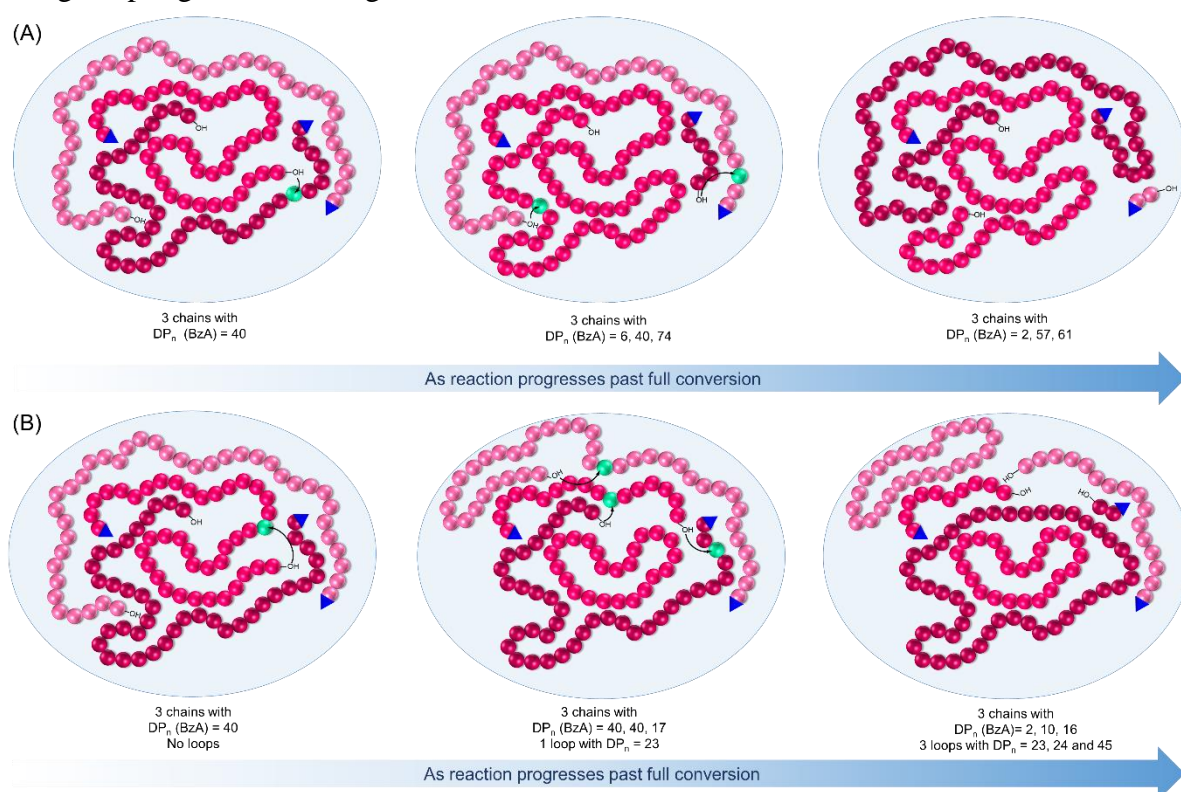 (A)
OH
OH
OH
OH
OH
OH
OH
OH
OH
3 chains with
DPn (BzA) = 40
3 chains with
DPn (BzA) = 6, 40, 74
3 chains with
DPn (BzA) = 2, 57, 61
As reaction progresses past full conversion
(B)
OH
OH
OH
OH
OH
OH
HO
OH
HO
3 chains with
DPn (BzA) = 40
No loops
3 chains with
DPn (BzA) = 40, 40, 17
1 loop with DPn = 23
3 chains with
DPn (BzA)= 2, 10, 16
3 loops with DPn = 23, 24 and 45
As reaction progresses past full conversion